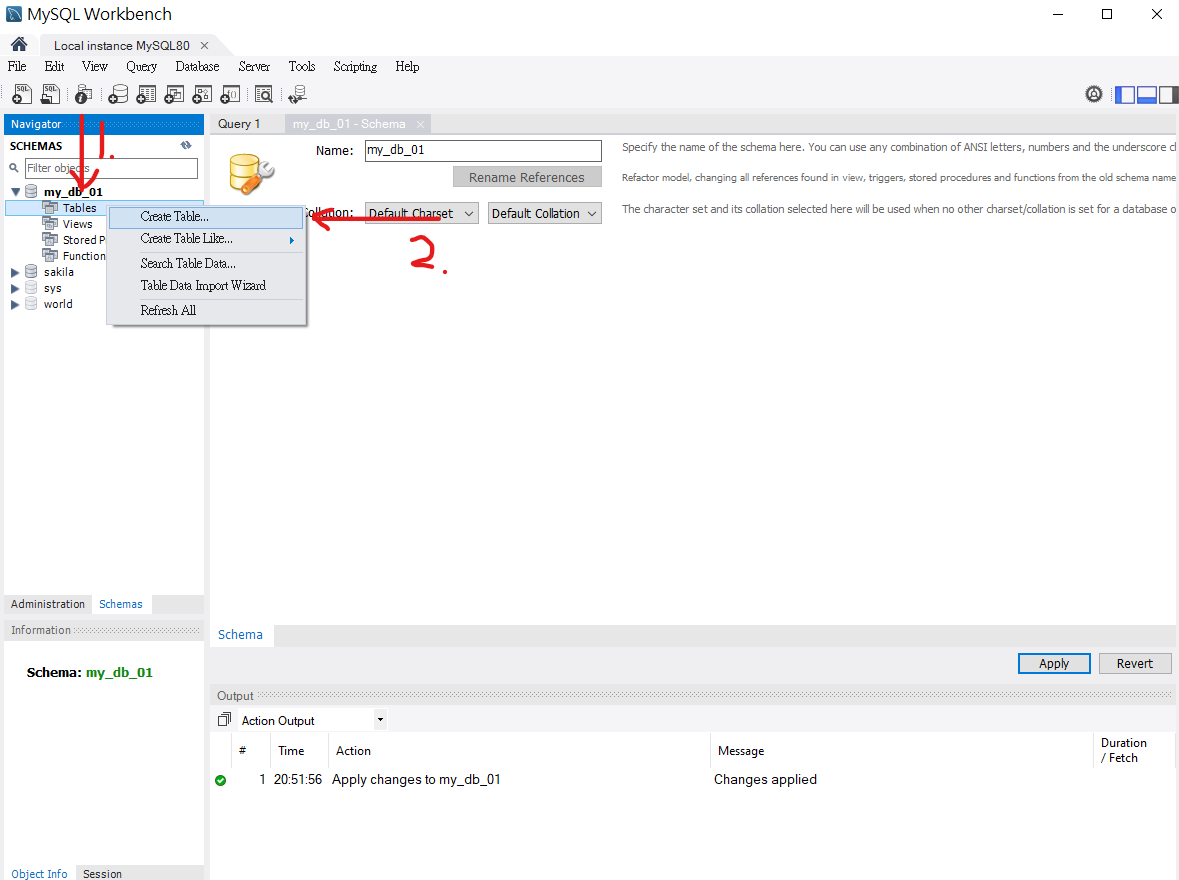 MySQL Workbench
Local instance MySQL80
File Edit View Query Database Server Tools Scripting Help
Navigator
SCHEMAS
Filter objects
my_db_01
Tables
Views
Stored P
Function
sakila
sys
world
1.
Create Table...
Create Table Like...
Search Table Data...
Table Data Import Wizard
Refresh All
2.
Query 1
my_db_01 - Schema
Name: my_db_01
Specify the name of the schema here. You can use any combination of ANSI letters, numbers and the underscore cl
Rename References
Refactor model, changing all references found in view, triggers, stored procedures and functions from the old schema name
ollation: Default Charset Default Collation
The character set and its collation selected here will be used when no other charset/collation is set for a database o
Administration Schemas
Information
Schema: my_db_01
Object Info Session
Schema
Apply Revert
Output
Action Output
# Time Action Message Duration / Fetch
1 20:51:56 Apply changes to my_db_01 Changes applied